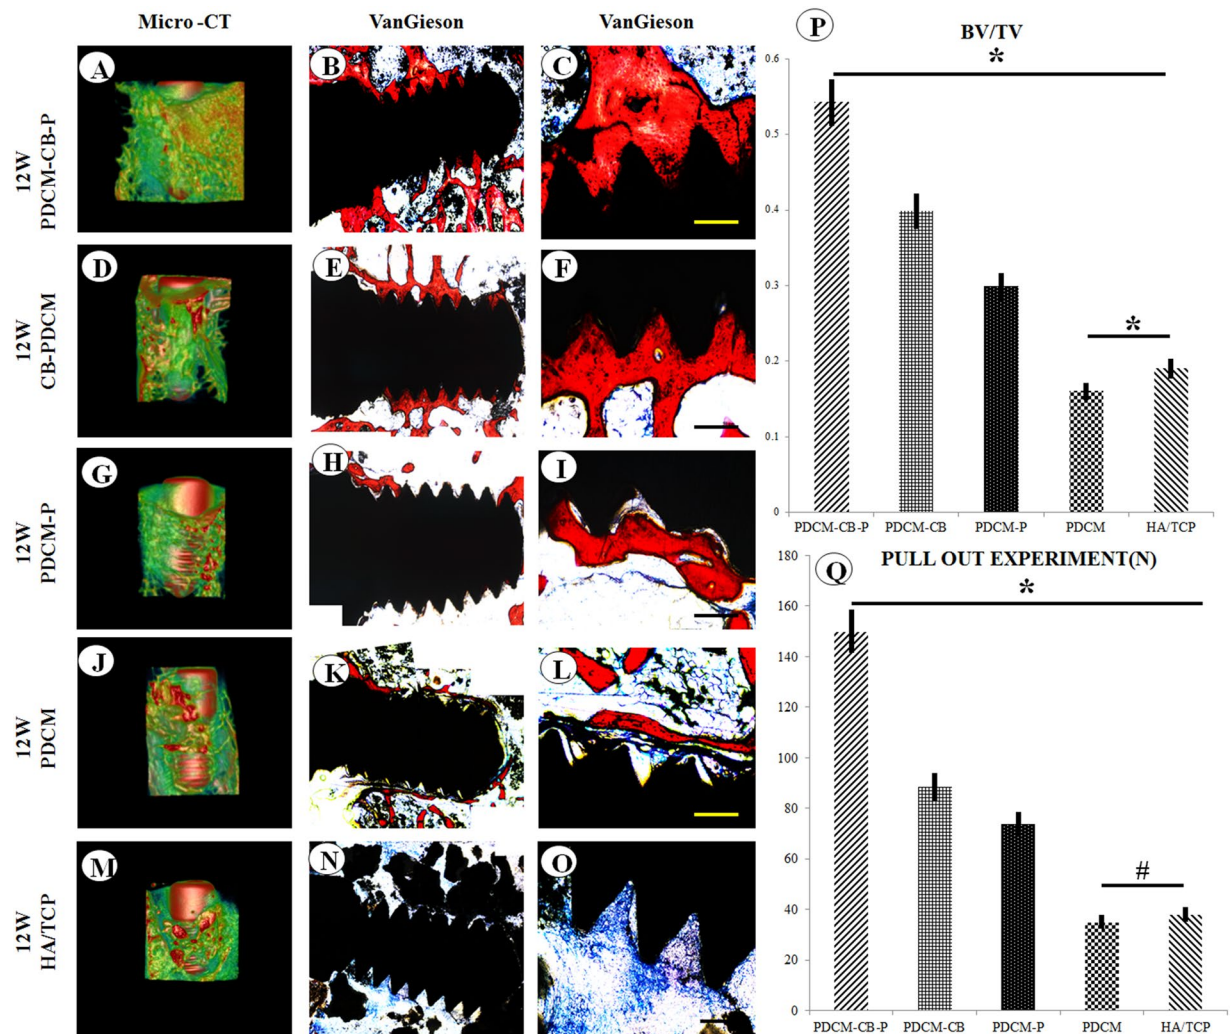 Micro -CT
VanGieson
VanGieson
12W
PDCM-CB-P
A
B
C
12W
CB-PDCM
D
E
F
12W
PDCM-P
G
H
I
12W
PDCM
J
K
L
12W
HA/TCP
M
N
O
P
BV/TV
*
0.6
0.5
0.4
0.3
*
0.2
0.1
0
PDCM-CB-P PDCM-CB PDCM-P PDCM HA/TCP
Q
PULL OUT EXPERIMENT(N)
180
*
160
140
120
100
80
60
#
40
20
0
PDCM-CB-P PDCM-CB PDCM-P PDCM HA/TCP